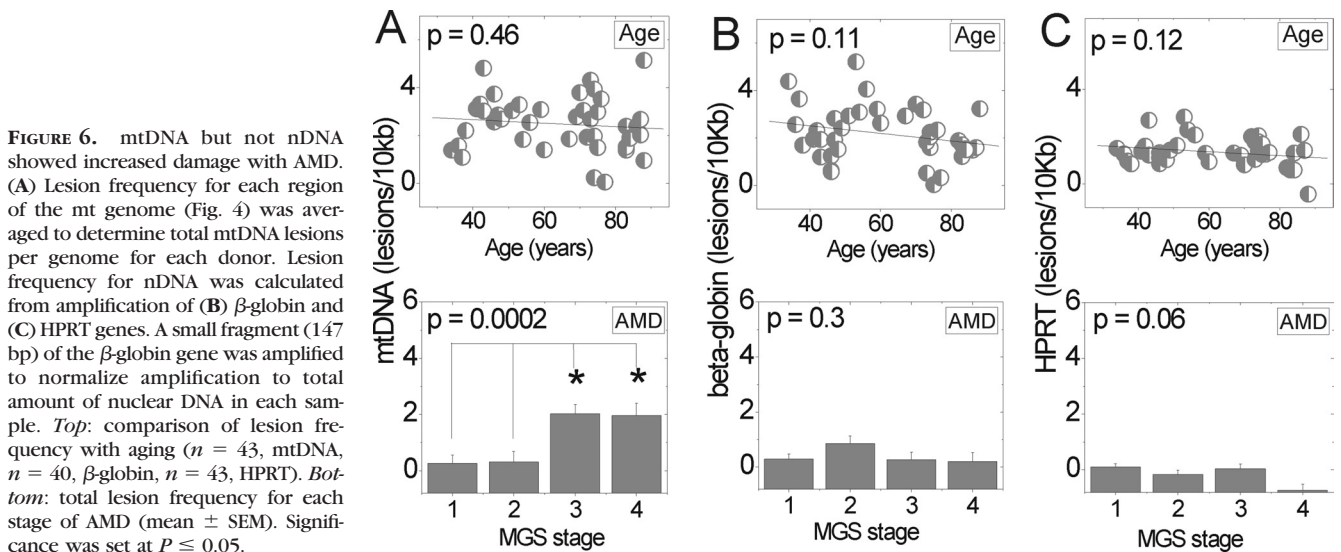 FIGURE 6. mtDNA but not nDNA
showed increased damage with AMD.
(A) Lesion frequency for each region
of the mt genome (Fig. 4) was aver-
aged to determine total mtDNA lesions
per genome for each donor. Lesion
frequency for nDNA was calculated
from amplification of (B) β-globin and
(C) HPRT genes. A small fragment (147
bp) of the β-globin gene was amplified
to normalize amplification to total
amount of nuclear DNA in each sam-
ple. Top: comparison of lesion fre-
quency with aging (n = 43, mtDNA,
n = 40, β-globin, n = 43, HPRT). Bot-
tom: total lesion frequency for each
stage of AMD (mean ± SEM). Signifi-
cance was set at P ≤ 0.05.
A
p = 0.46
Age
4
0
20 40 60 80
Age (years)
mtDNA (lesions/10Kb)
6
p = 0.0002
AMD
4
* *
2
0
1 2 3 4
MGS stage
B
p = 0.11
Age
4
0
20 40 60 80
Age (years)
beta-globin (lesions/10Kb)
6
p = 0.3
AMD
4
2
0
1 2 3 4
MGS stage
C
p = 0.12
Age
4
0
20 40 60 80
Age (years)
HPRT (lesions/10Kb)
6
p = 0.06
AMD
4
2
0
1 2 3 4
MGS stage